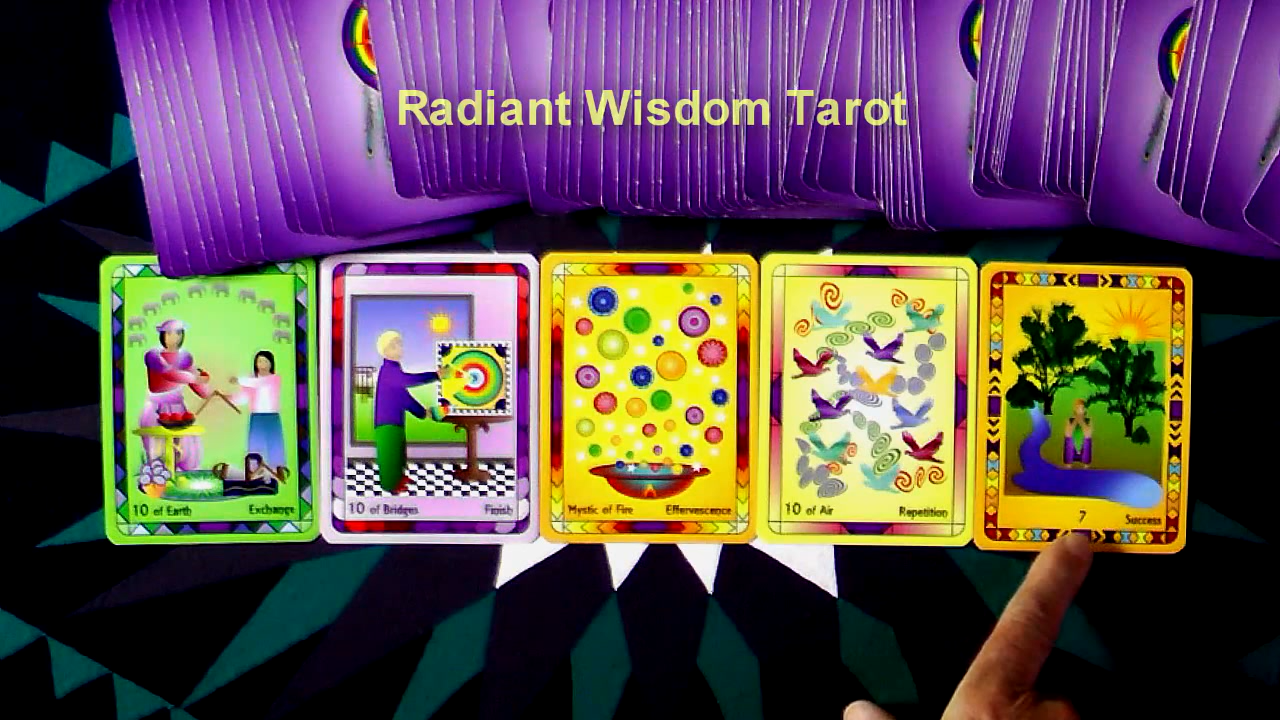 Radiant Wisdom Tarot
10 of Earth Exchange
10 of Bridges Finish
Mystic of Fire Effervescence
10 of Air Repetition
7 Success